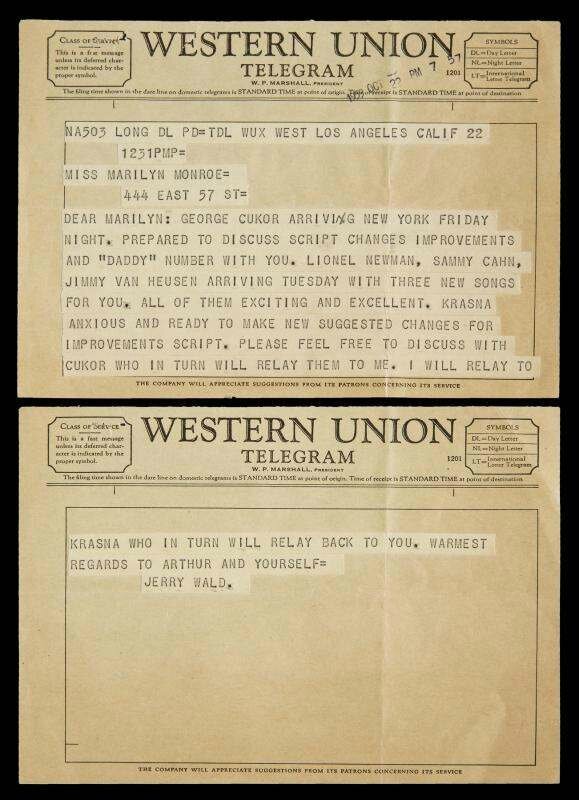 CLASS OF SERVICE
This is a fast message
unless its deferred char-
acter is indicated by the
proper symbol.
WESTERN UNION
TELEGRAM
W. P. MARSHALL, PRESIDENT
1201
SYMBOLS
DL=Day Letter
NL=Night Letter
LT=International Letter Telegram
The filing time shown in the date line on domestic telegrams is STANDARD TIME at point of origin. Time of receipt is STANDARD TIME at point of destination
OCT 22 PM 7 37
NA503 LONG DL PD=TDL WUX WEST LOS ANGELES CALIF 22
1231PMP=
MISS MARILYN MONROE=
444 EAST 57 ST=
DEAR MARILYN: GEORGE CUKOR ARRIVING NEW YORK FRIDAY
NIGHT. PREPARED TO DISCUSS SCRIPT CHANGES IMPROVEMENTS
AND "DADDY" NUMBER WITH YOU. LIONEL NEWMAN, SAMMY CAHN,
JIMMY VAN HEUSEN ARRIVING TUESDAY WITH THREE NEW SONGS
FOR YOU. ALL OF THEM EXCITING AND EXCELLENT. KRASNA
ANXIOUS AND READY TO MAKE NEW SUGGESTED CHANGES FOR
IMPROVEMENTS SCRIPT. PLEASE FEEL FREE TO DISCUSS WITH
CUKOR WHO IN TURN WILL RELAY THEM TO ME. I WILL RELAY TO
THE COMPANY WILL APPRECIATE SUGGESTIONS FROM ITS PATRONS CONCERNING ITS SERVICE
CLASS OF SERVICE
This is a fast message
unless its deferred char-
acter is indicated by the
proper symbol.
WESTERN UNION
TELEGRAM
W. P. MARSHALL, PRESIDENT
1201
SYMBOLS
DL=Day Letter
NL=Night Letter
LT=International Letter Telegram
The filing time shown in the date line on domestic telegrams is STANDARD TIME at point of origin. Time of receipt is STANDARD TIME at point of destination
KRASNA WHO IN TURN WILL RELAY BACK TO YOU. WARMEST
REGARDS TO ARTHUR AND YOURSELF=
JERRY WALD.
THE COMPANY WILL APPRECIATE SUGGESTIONS FROM ITS PATRONS CONCERNING ITS SERVICE